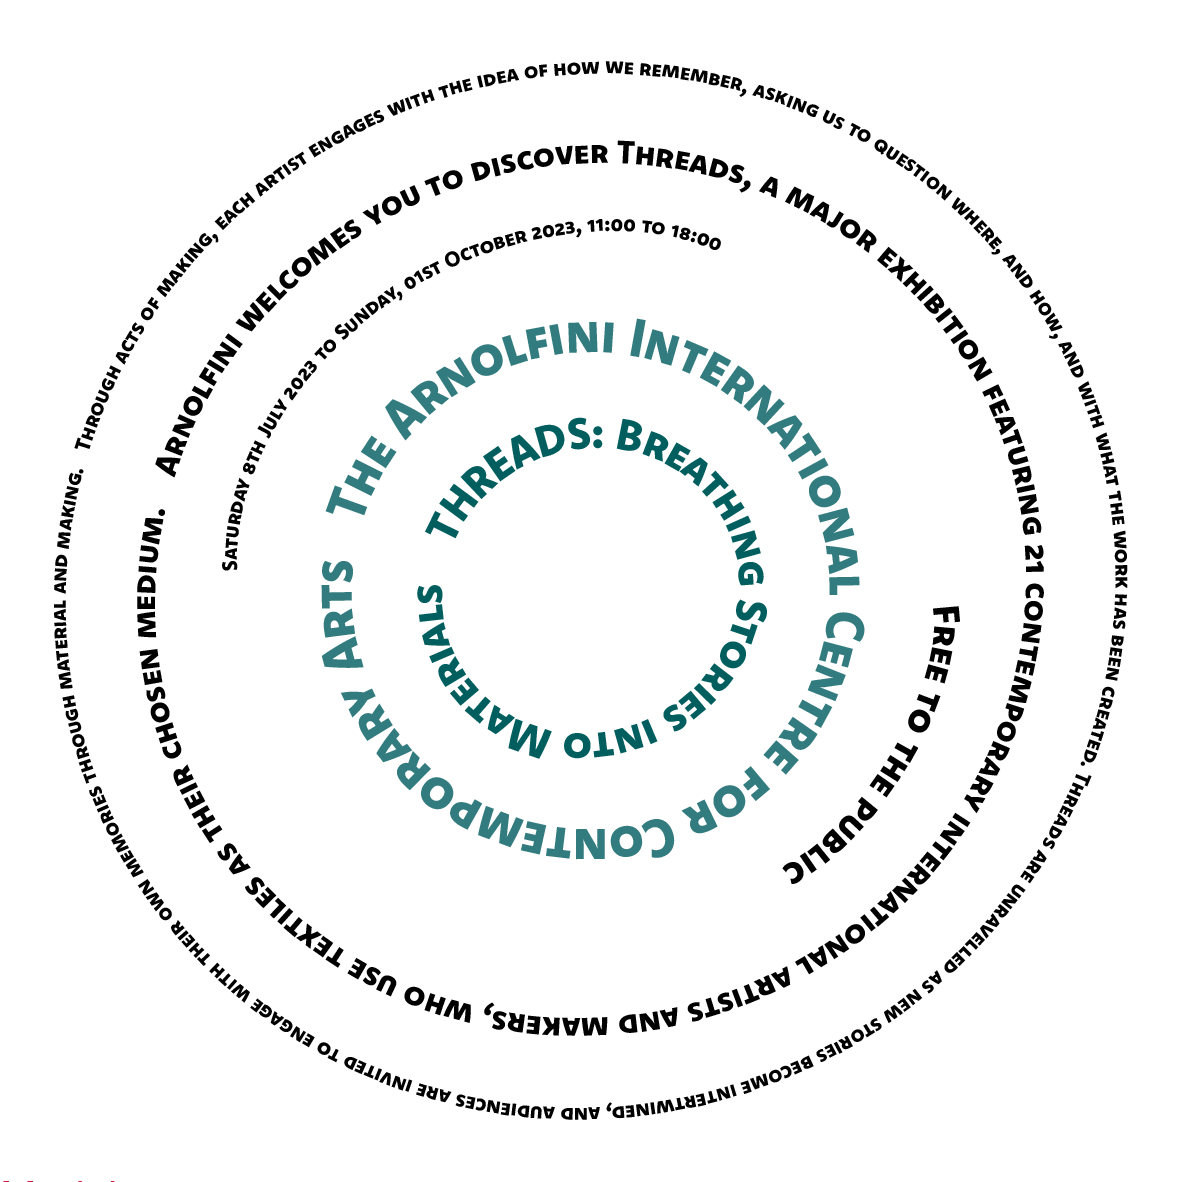 Through acts of making, each artist engages with the idea of how we remember, asking us to question where, and how, and with what the work has been created. Threads are unravelled as new stories become intertwined, and audiences are invited to engage with their own memories through material and making.
Arnolfini welcomes you to discover Threads, a major exhibition featuring 21 contemporary international artists and makers, who use textiles as their chosen medium.
Saturday 8th July 2023 to Sunday, 01st October 2023, 11:00 to 18:00
Free to the public
The Arnolfini International Centre for Contemporary Arts
THREADS: Breathing Stories into Materials